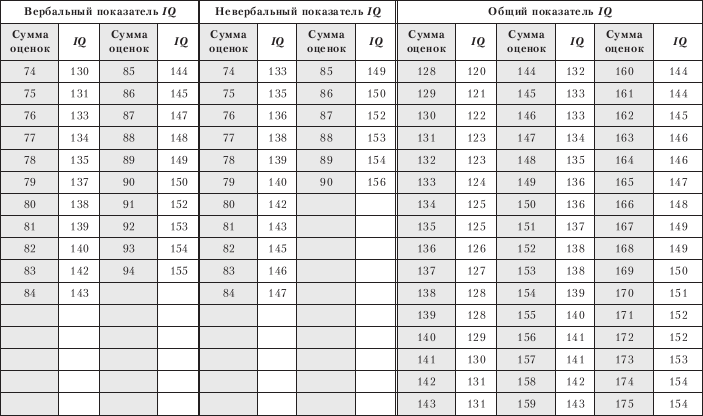 Вербальный показатель IQ Невербальный показатель IQ Общий показатель IQ
Сумма оценок IQ Сумма оценок IQ Сумма оценок IQ Сумма оценок IQ Сумма оценок IQ Сумма оценок IQ Сумма оценок IQ
74 130 85 144 74 133 85 149 128 120 144 132 160 144
75 131 86 145 75 135 86 150 129 121 145 133 161 144
76 133 87 147 76 136 87 152 130 122 146 133 162 145
77 134 88 148 77 138 88 153 131 123 147 134 163 146
78 135 89 149 78 139 89 154 132 123 148 135 164 146
79 137 90 150 79 140 90 156 133 124 149 136 165 147
80 138 91 152 80 142 134 125 150 136 166 148
81 139 92 153 81 143 135 125 151 137 167 149
82 140 93 154 82 145 136 126 152 138 168 149
83 142 94 155 83 146 137 127 153 138 169 150
84 143 84 147 138 128 154 139 170 151
139 128 155 140 171 152
140 129 156 141 172 152
141 130 157 141 173 153
142 131 158 142 174 154
143 131 159 143 175 154